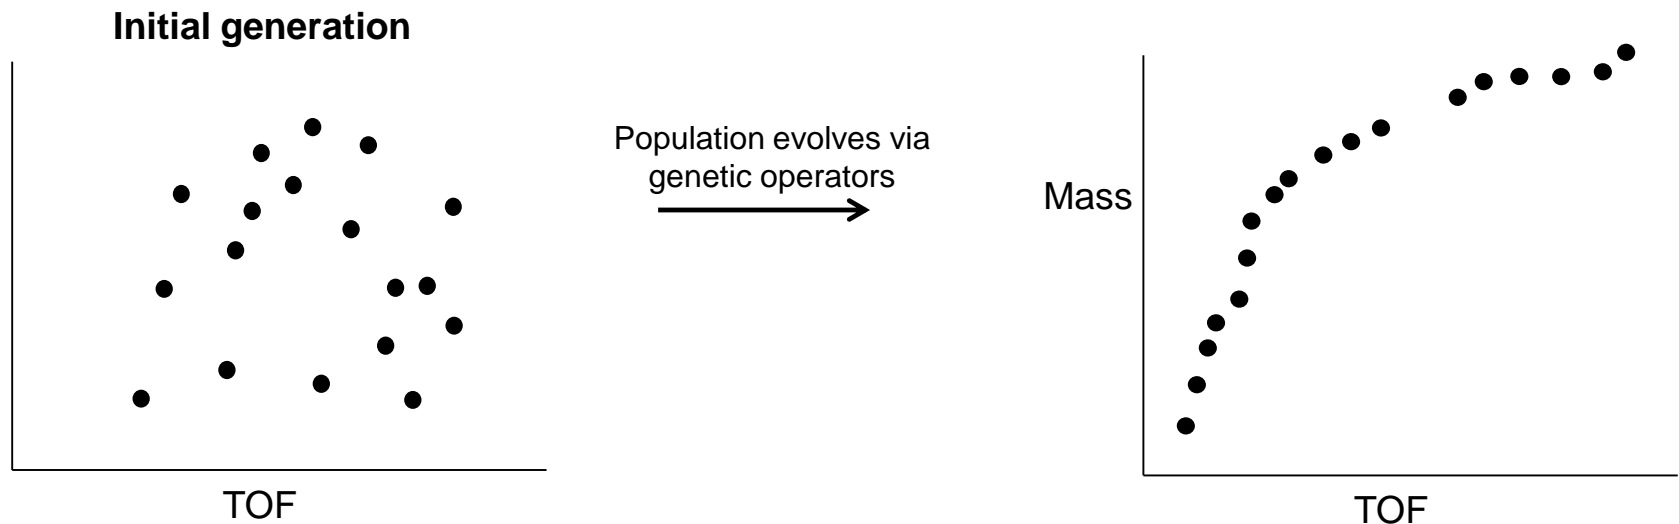 Initial generation
TOF
Population evolves via
genetic operators
Mass
TOF